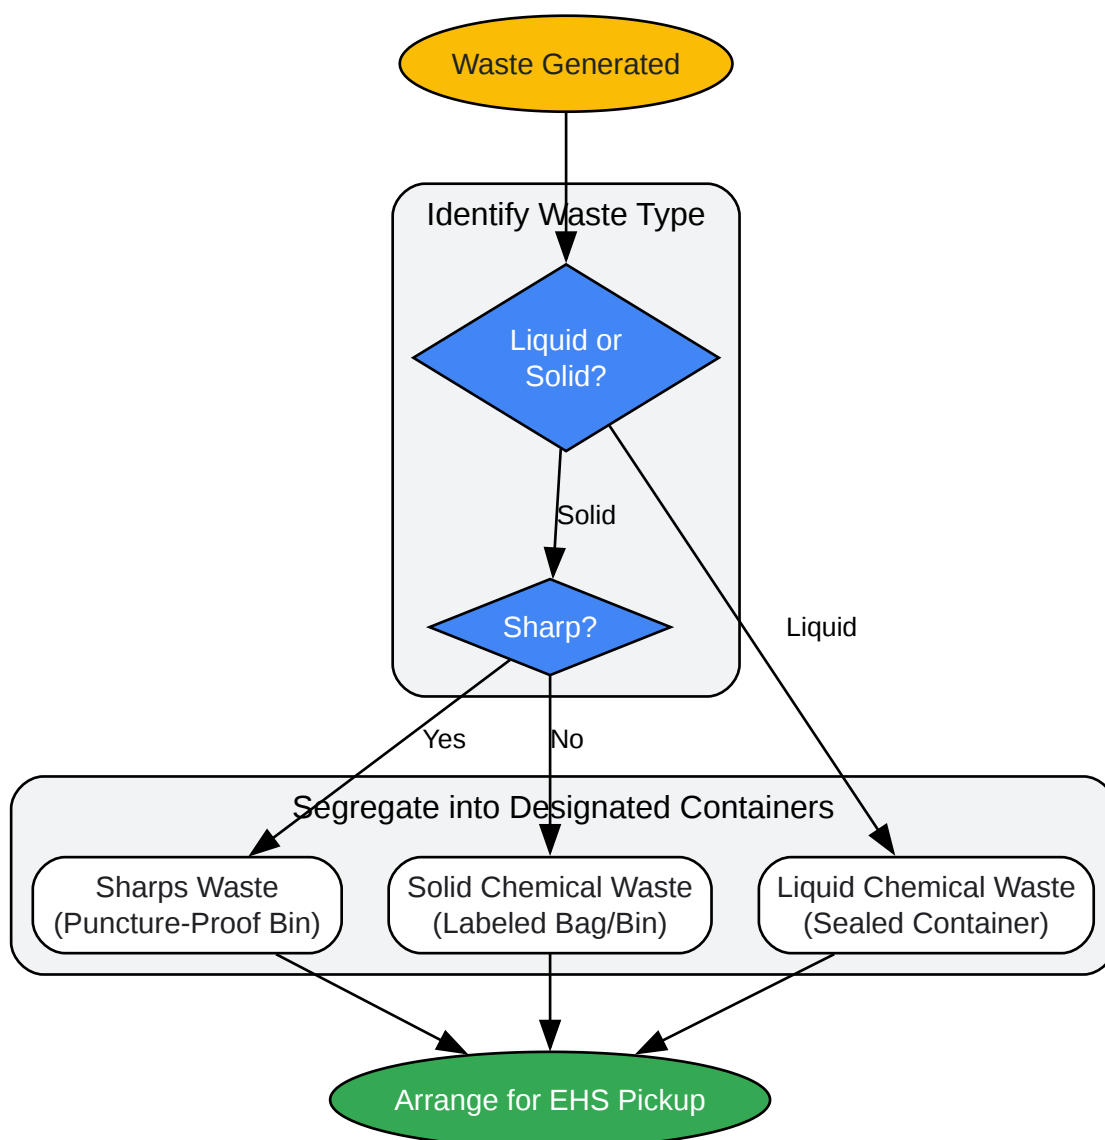 Waste Generated
Identify Waste Type
Liquid or
Solid?
Solid
Sharp?
Liquid
Yes
No
Segregate into Designated Containers
Sharps Waste
(Puncture-Proof Bin)
Solid Chemical Waste
(Labeled Bag/Bin)
Liquid Chemical Waste
(Sealed Container)
Arrange for EHS Pickup